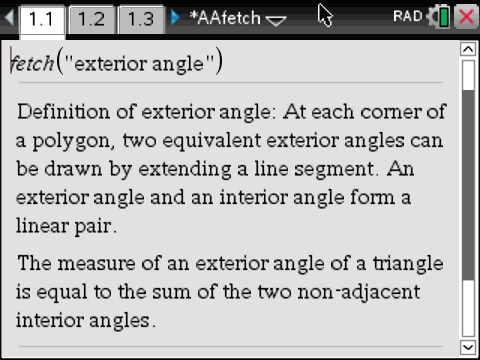 1.1 1.2 1.3 *AAfetch RAD
fetch("exterior angle")
Definition of exterior angle: At each corner of
a polygon, two equivalent exterior angles can
be drawn by extending a line segment. An
exterior angle and an interior angle form a
linear pair.
The measure of an exterior angle of a triangle
is equal to the sum of the two non-adjacent
interior angles.